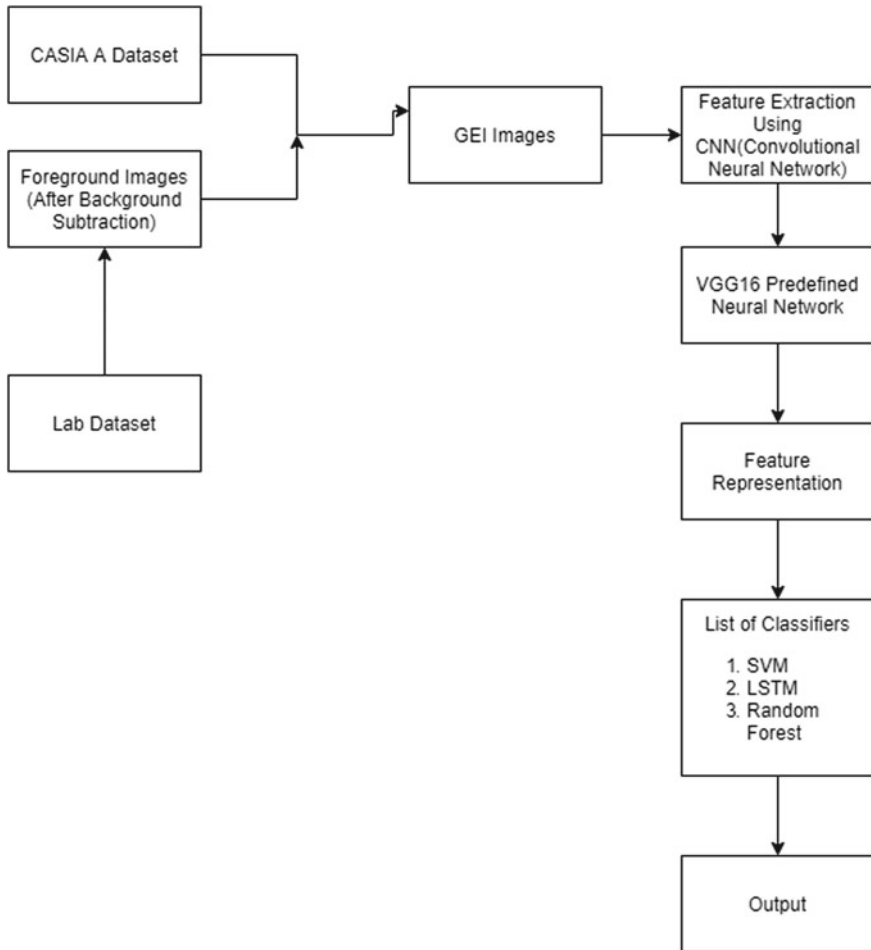 CASIA A Dataset
Foreground Images
(After Background
Subtraction)
Lab Dataset
GEI Images
Feature Extraction
Using
CNN(Convolutional
Neural Network)
VGG16 Predefined
Neural Network
Feature
Representation
List of Classifiers
1. SVM
2. LSTM
3. Random
Forest
Output